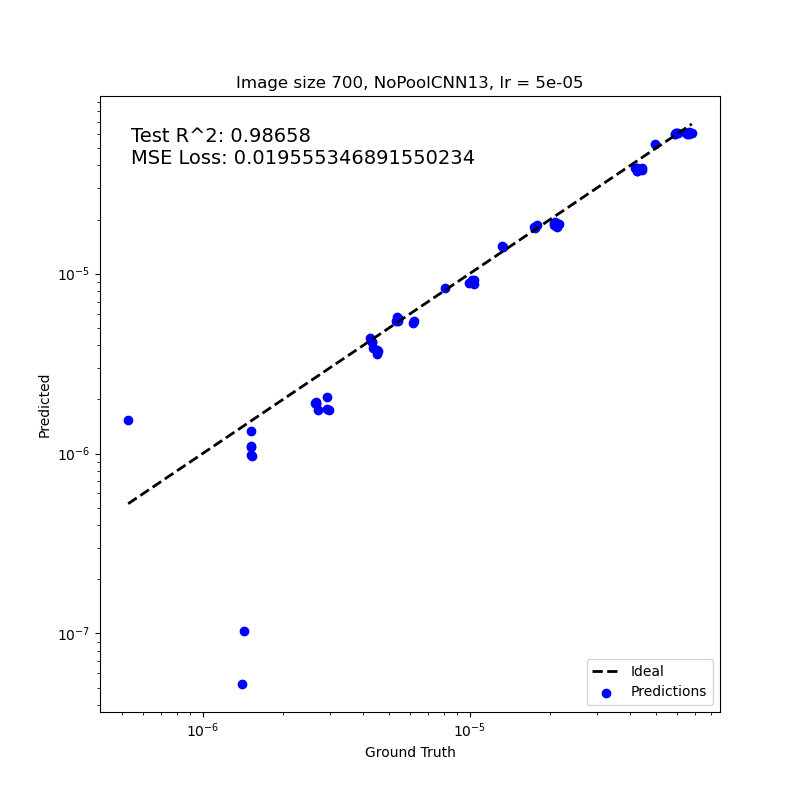 Image size 700, NoPoolCNN13, lr = 5e-05
Test R^2: 0.98658
MSE Loss: 0.019555346891550234
Predicted
10⁻⁵
10⁻⁶
10⁻⁷
Ideal
Predictions
10⁻⁶ 10⁻⁵
Ground Truth